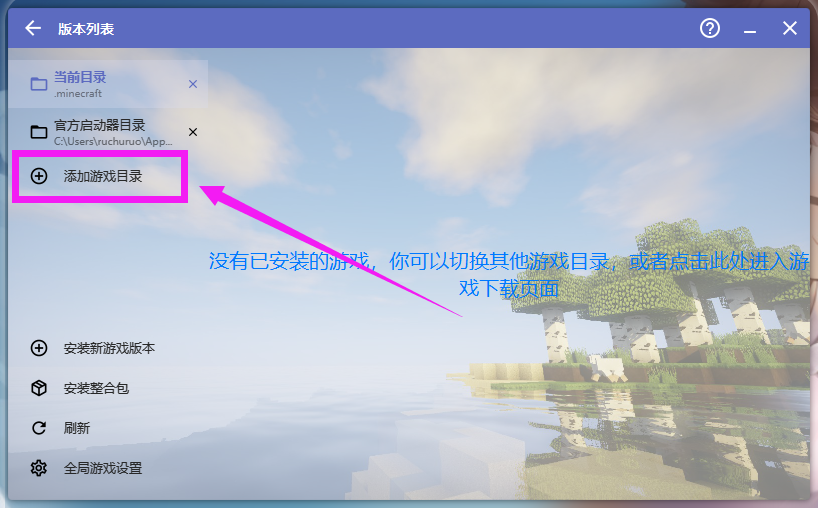 版本列表
当前目录
.minecraft
官方启动器目录
C:\Users\ruchuruo\App...
添加游戏目录
没有已安装的游戏，你可以切换其他游戏目录，或者点击此处进入游
戏下载页面
安装新游戏版本
安装整合包
刷新
全局游戏设置